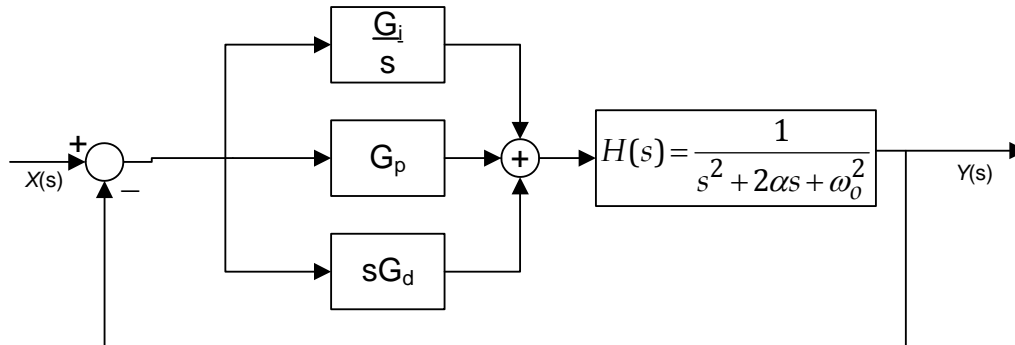 G_i
s
+
X(s)
–
G_p
+
H(s) = 1 / (s^2 + 2αs + ω_o^2)
Y(s)
sG_d